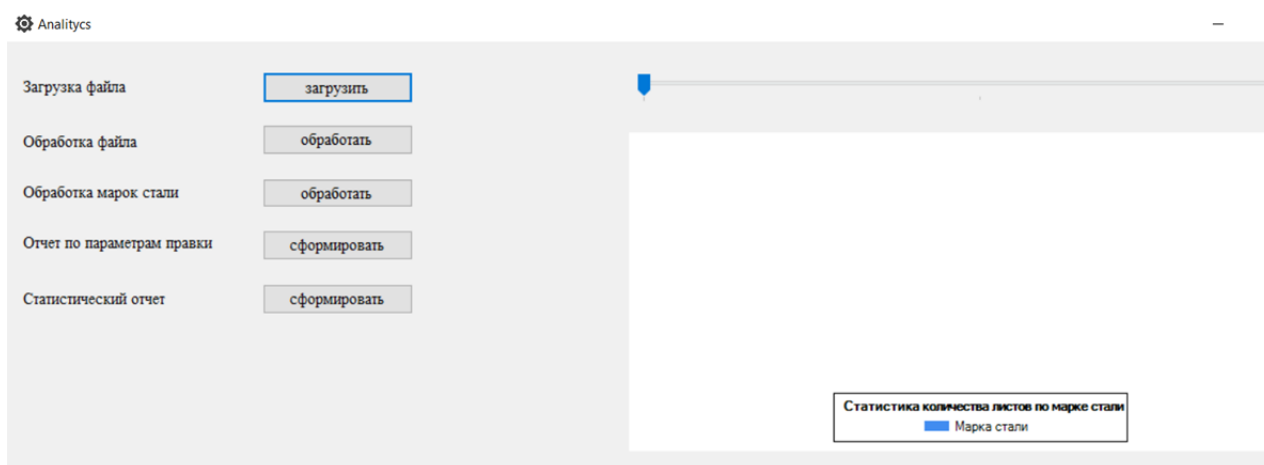 Analitycs
Загрузка файла
загрузить
Обработка файла
обработать
Обработка марок стали
обработать
Отчет по параметрам правки
сформировать
Статистический отчет
сформировать
Статистика количества листов по марке стали
Марка стали